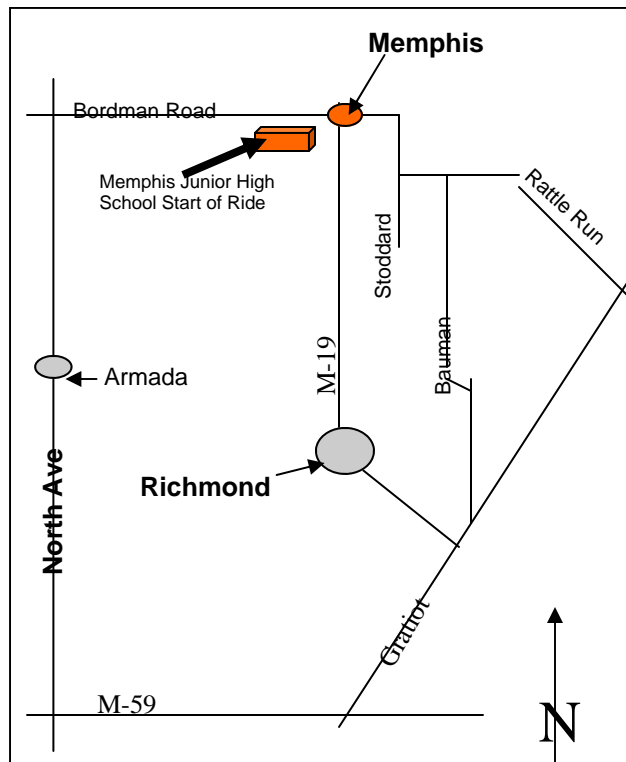 Memphis
Bordman Road
Memphis Junior High
School Start of Ride
Rattle Run
Stoddard
M-19
Bauman
Armada
Richmond
North Ave
Gratiot
M-59
N